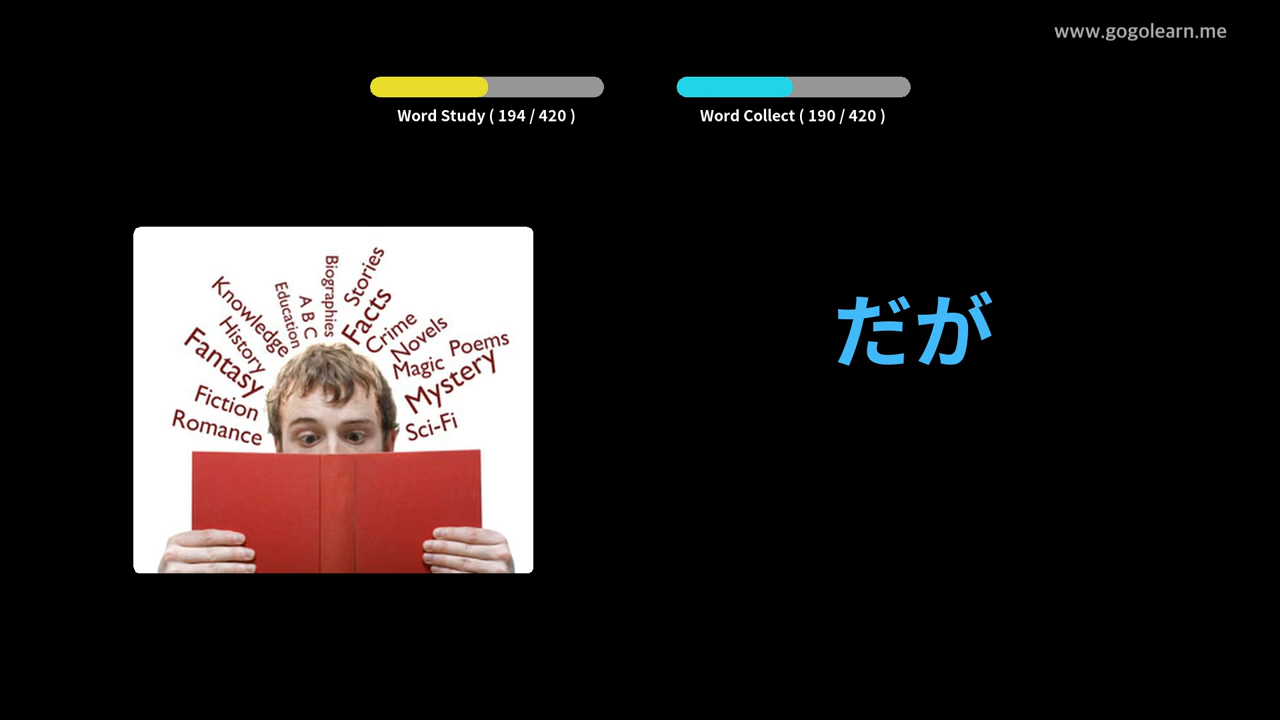 www.gogolearn.me
Word Study ( 194 / 420 )
Word Collect ( 190 / 420 )
Stories
Biographies
Facts
A B C
Education
Knowledge
Crime
Novels
History
Poems
Magic
Fantasy
Mystery
Fiction
Sci-Fi
Romance
だが